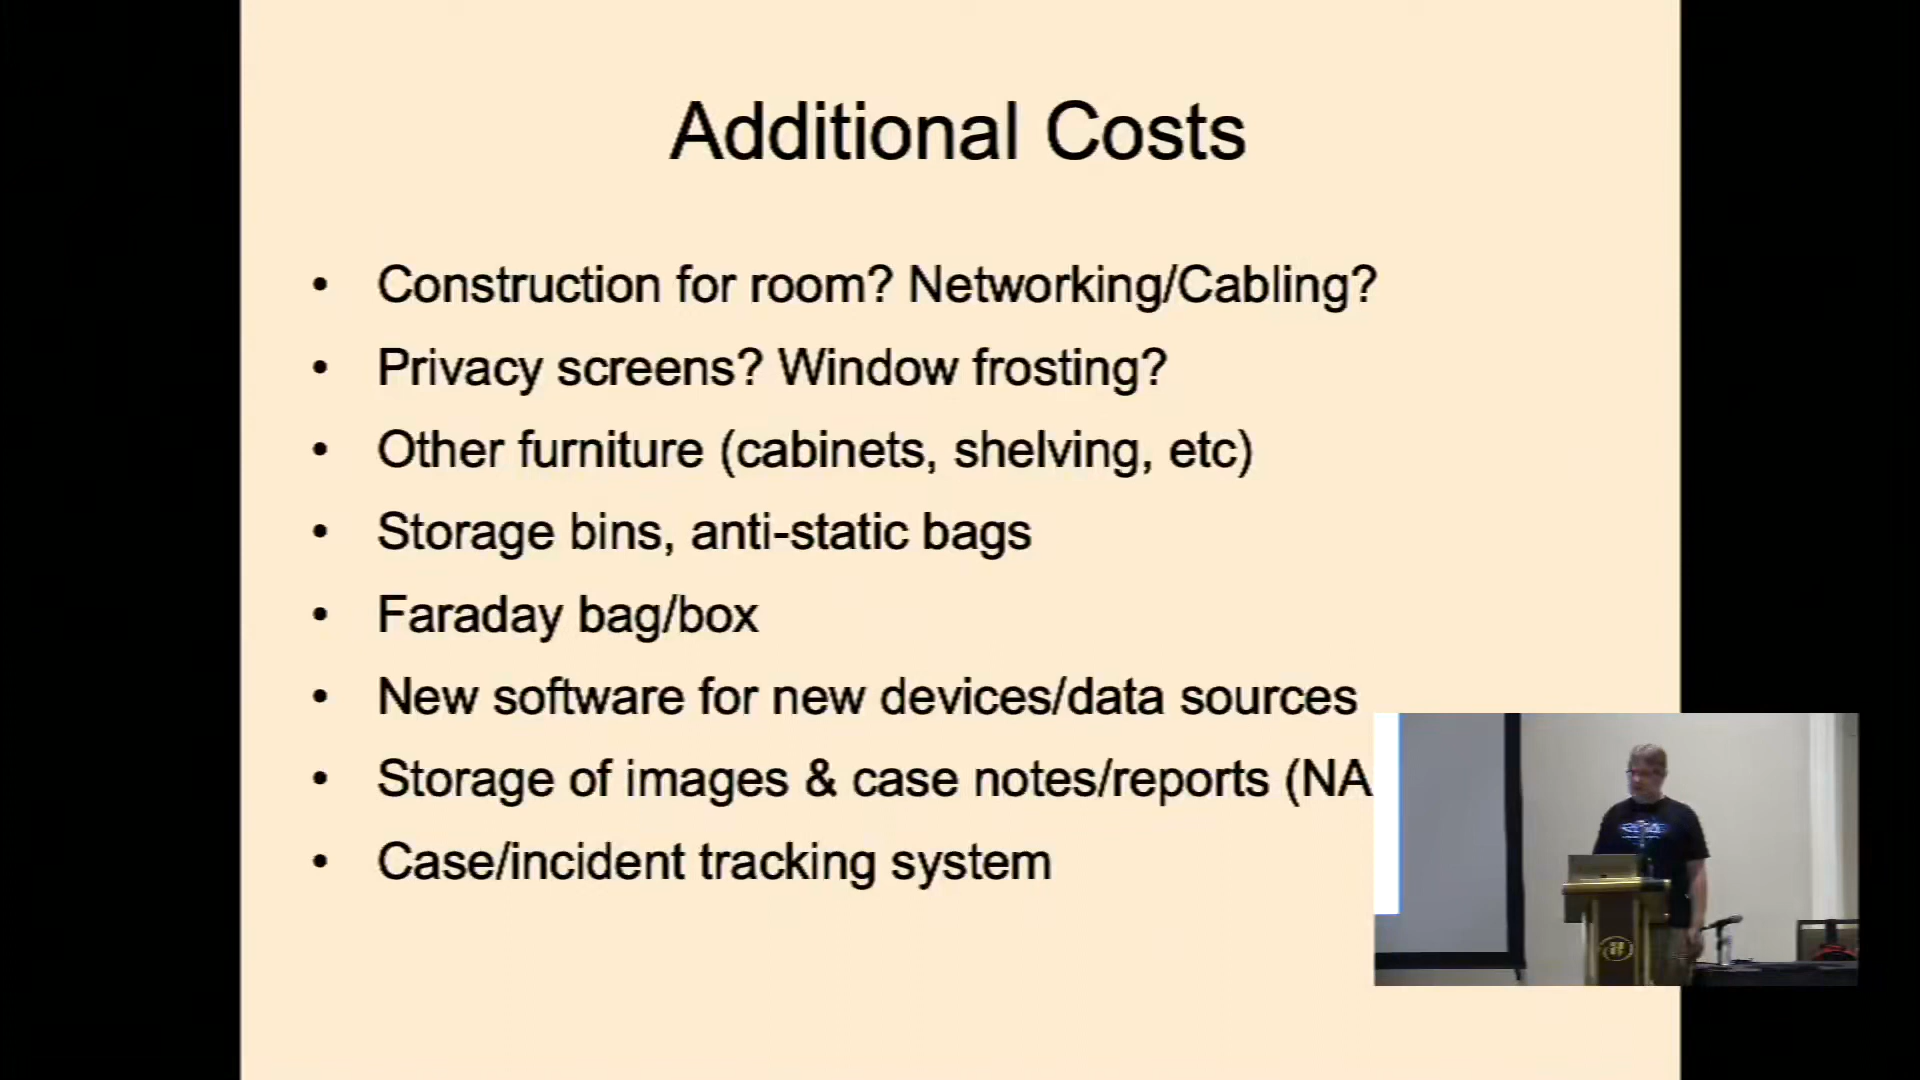 Additional Costs
• Construction for room? Networking/Cabling?
• Privacy screens? Window frosting?
• Other furniture (cabinets, shelving, etc)
• Storage bins, anti-static bags
• Faraday bag/box
• New software for new devices/data sources
• Storage of images & case notes/reports (NA
• Case/incident tracking system